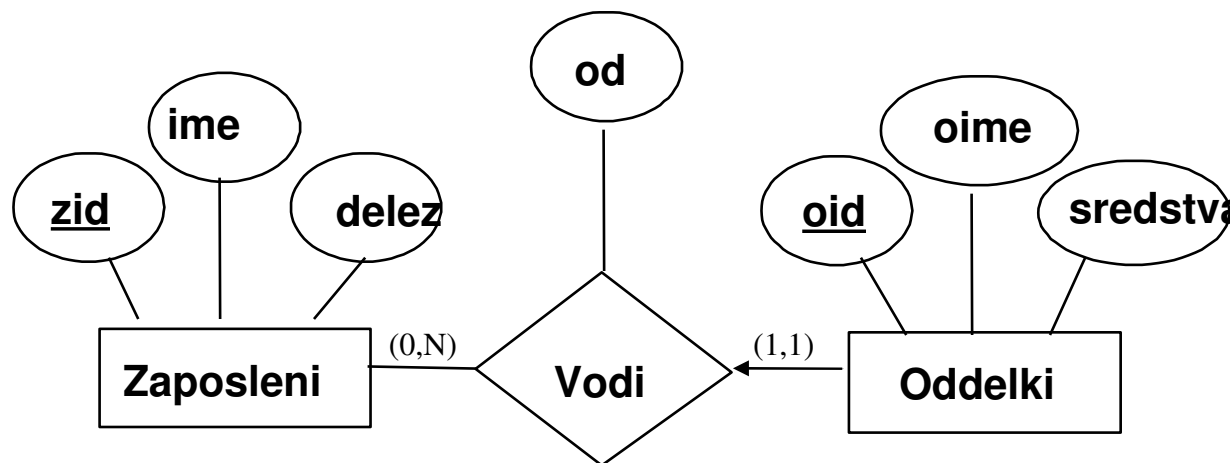 od
ime
oime
zid
delez
oid
sredstva
(0,N)
(1,1)
Zaposleni
Vodi
Oddelki